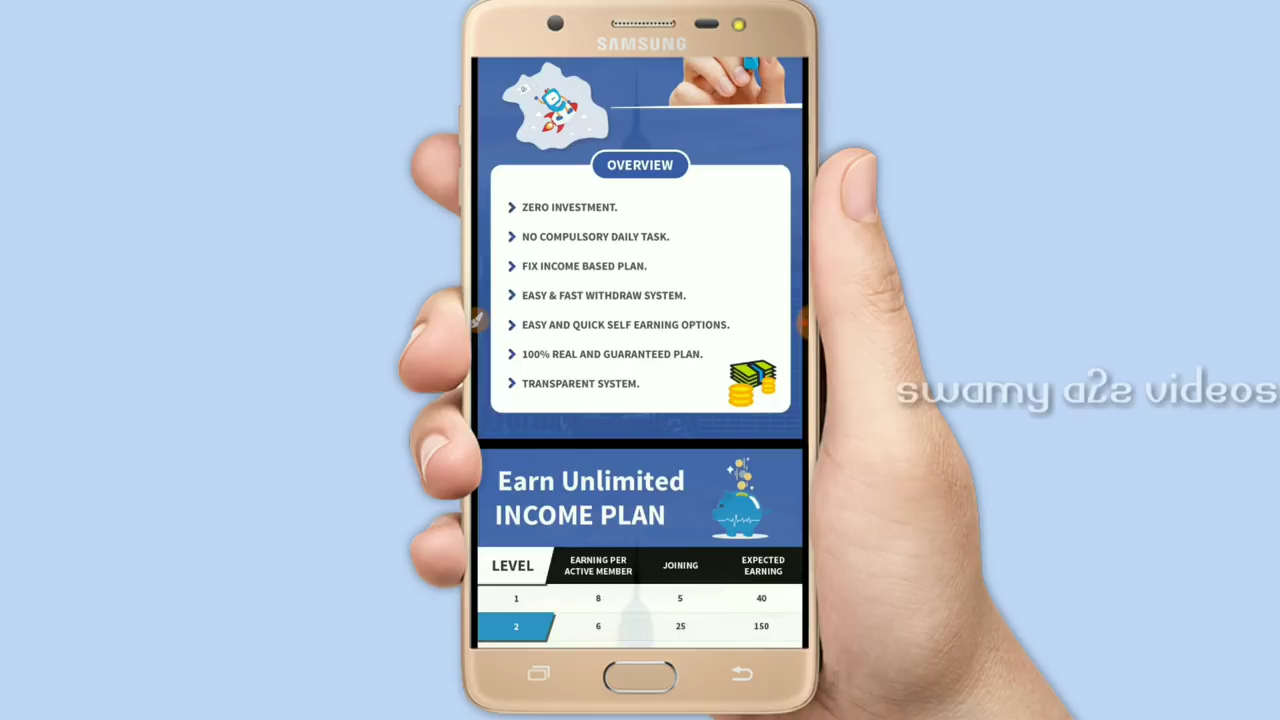 SAMSUNG
OVERVIEW
ZERO INVESTMENT.
NO COMPULSORY DAILY TASK.
FIX INCOME BASED PLAN.
EASY & FAST WITHDRAW SYSTEM.
EASY AND QUICK SELF EARNING OPTIONS.
100% REAL AND GUARANTEED PLAN.
TRANSPARENT SYSTEM.
swamy a2z videos
Earn Unlimited
INCOME PLAN
LEVEL EARNING PER ACTIVE MEMBER JOINING EXPECTED EARNING
1 8 5 40
2 6 25 150